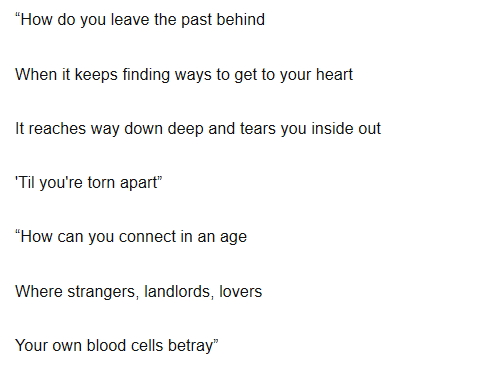 “How do you leave the past behind
When it keeps finding ways to get to your heart
It reaches way down deep and tears you inside out
'Til you're torn apart”
“How can you connect in an age
Where strangers, landlords, lovers
Your own blood cells betray”